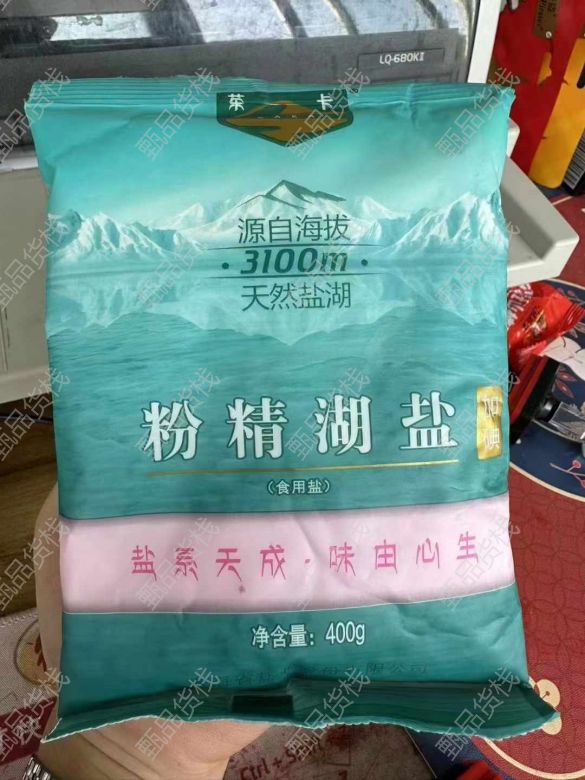 LQ-680KII
茶卡
源自海拔
·3100m·
天然盐湖
粉精湖盐
加碘
(食用盐)
盐系天成·味由心生
净含量：400g
Ctrl + S
甄品货栈